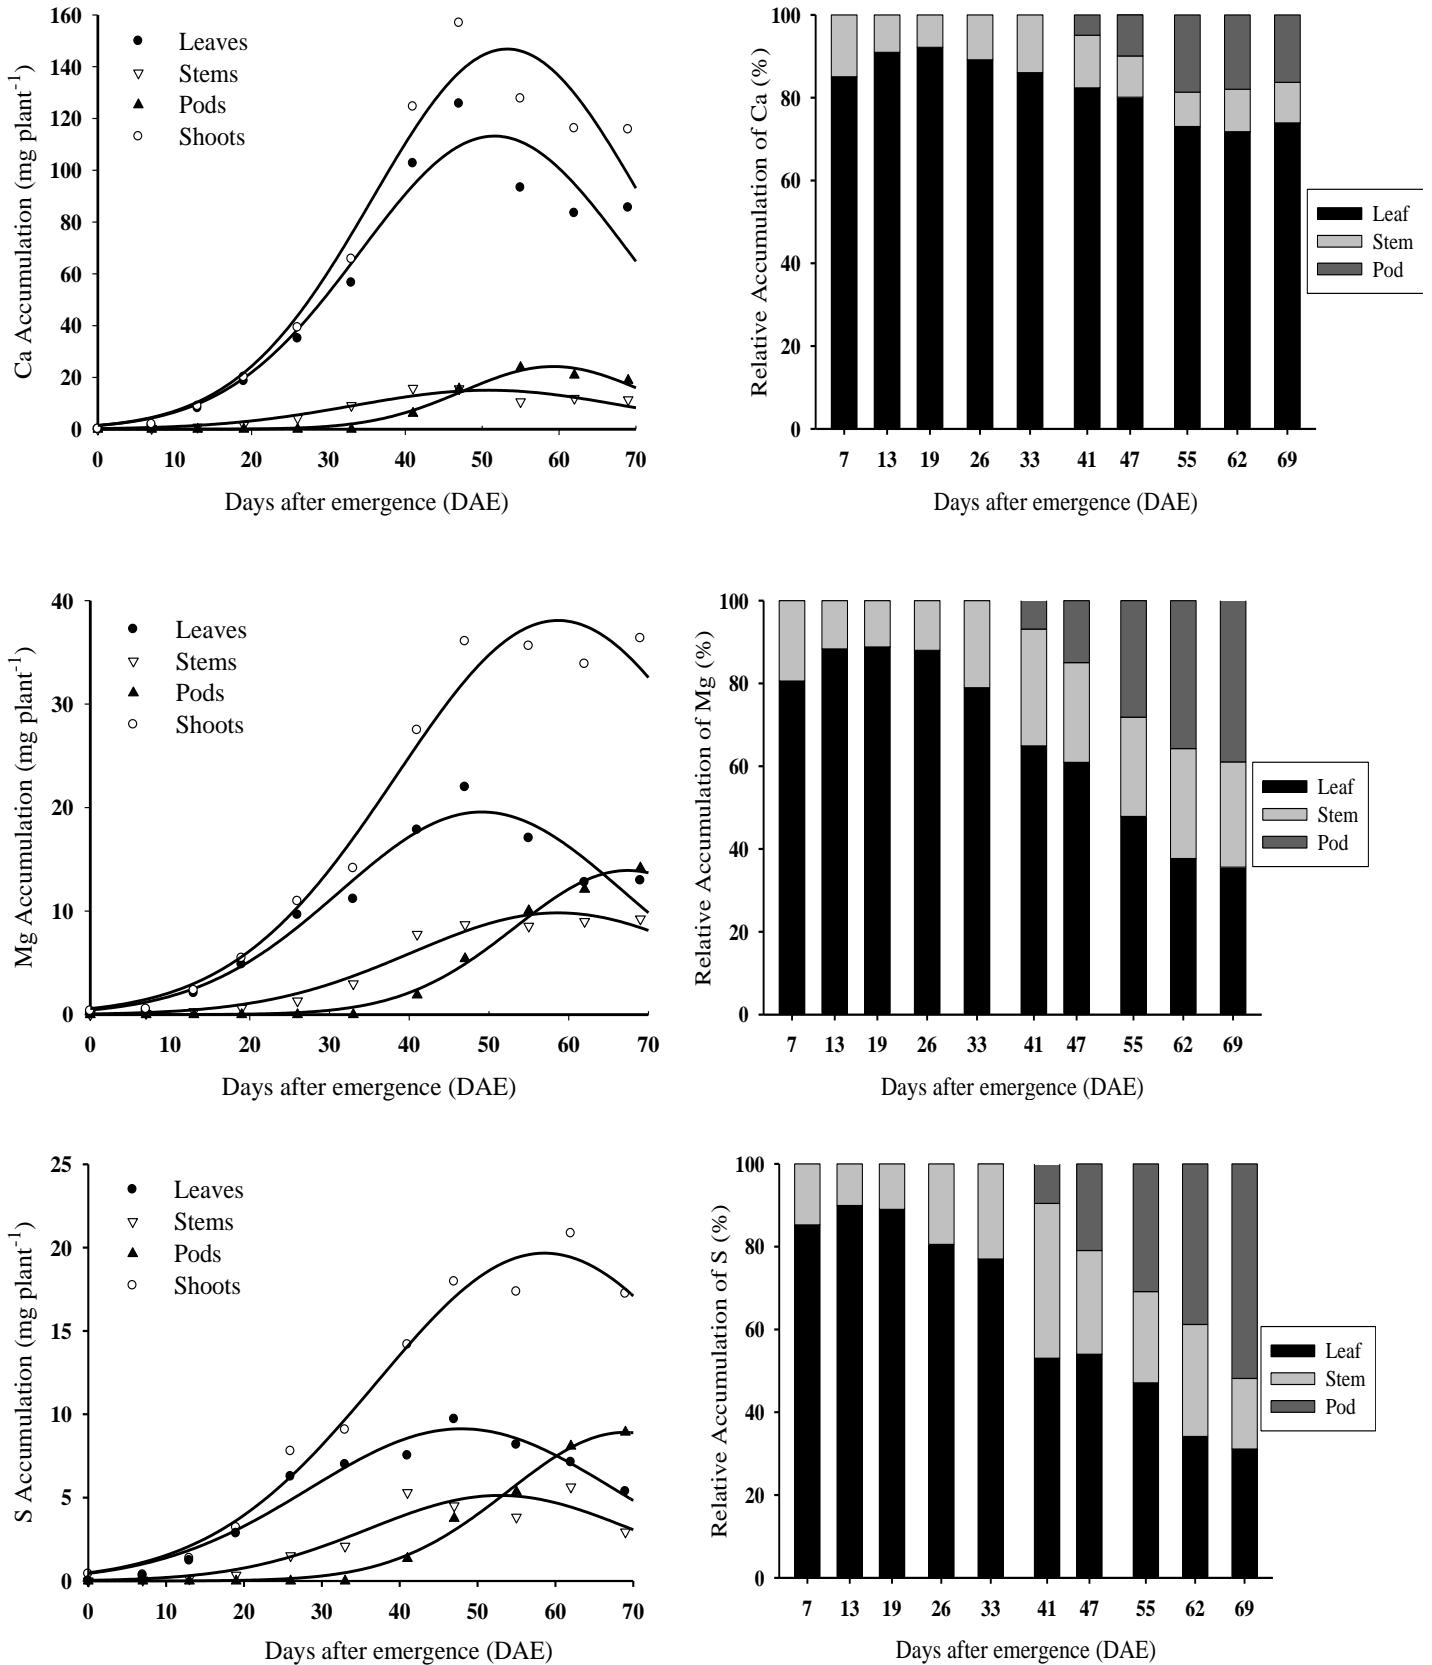 Ca Accumulation (mg plant⁻¹)
160
140
120
100
80
60
40
20
0
Leaves
Stems
Pods
Shoots
0 10 20 30 40 50 60 70
Days after emergence (DAE)
Relative Accumulation of Ca (%)
100
80
60
40
20
0
Leaf
Stem
Pod
7 13 19 26 33 41 47 55 62 69
Days after emergence (DAE)
Mg Accumulation (mg plant⁻¹)
40
30
20
10
0
Leaves
Stems
Pods
Shoots
0 10 20 30 40 50 60 70
Days after emergence (DAE)
Relative Accumulation of Mg (%)
100
80
60
40
20
0
Leaf
Stem
Pod
7 13 19 26 33 41 47 55 62 69
Days after emergence (DAE)
S Accumulation (mg plant⁻¹)
25
20
15
10
5
0
Leaves
Stems
Pods
Shoots
0 10 20 30 40 50 60 70
Days after emergence (DAE)
Relative Accumulation of S (%)
100
80
60
40
20
0
Leaf
Stem
Pod
7 13 19 26 33 41 47 55 62 69
Days after emergence (DAE)